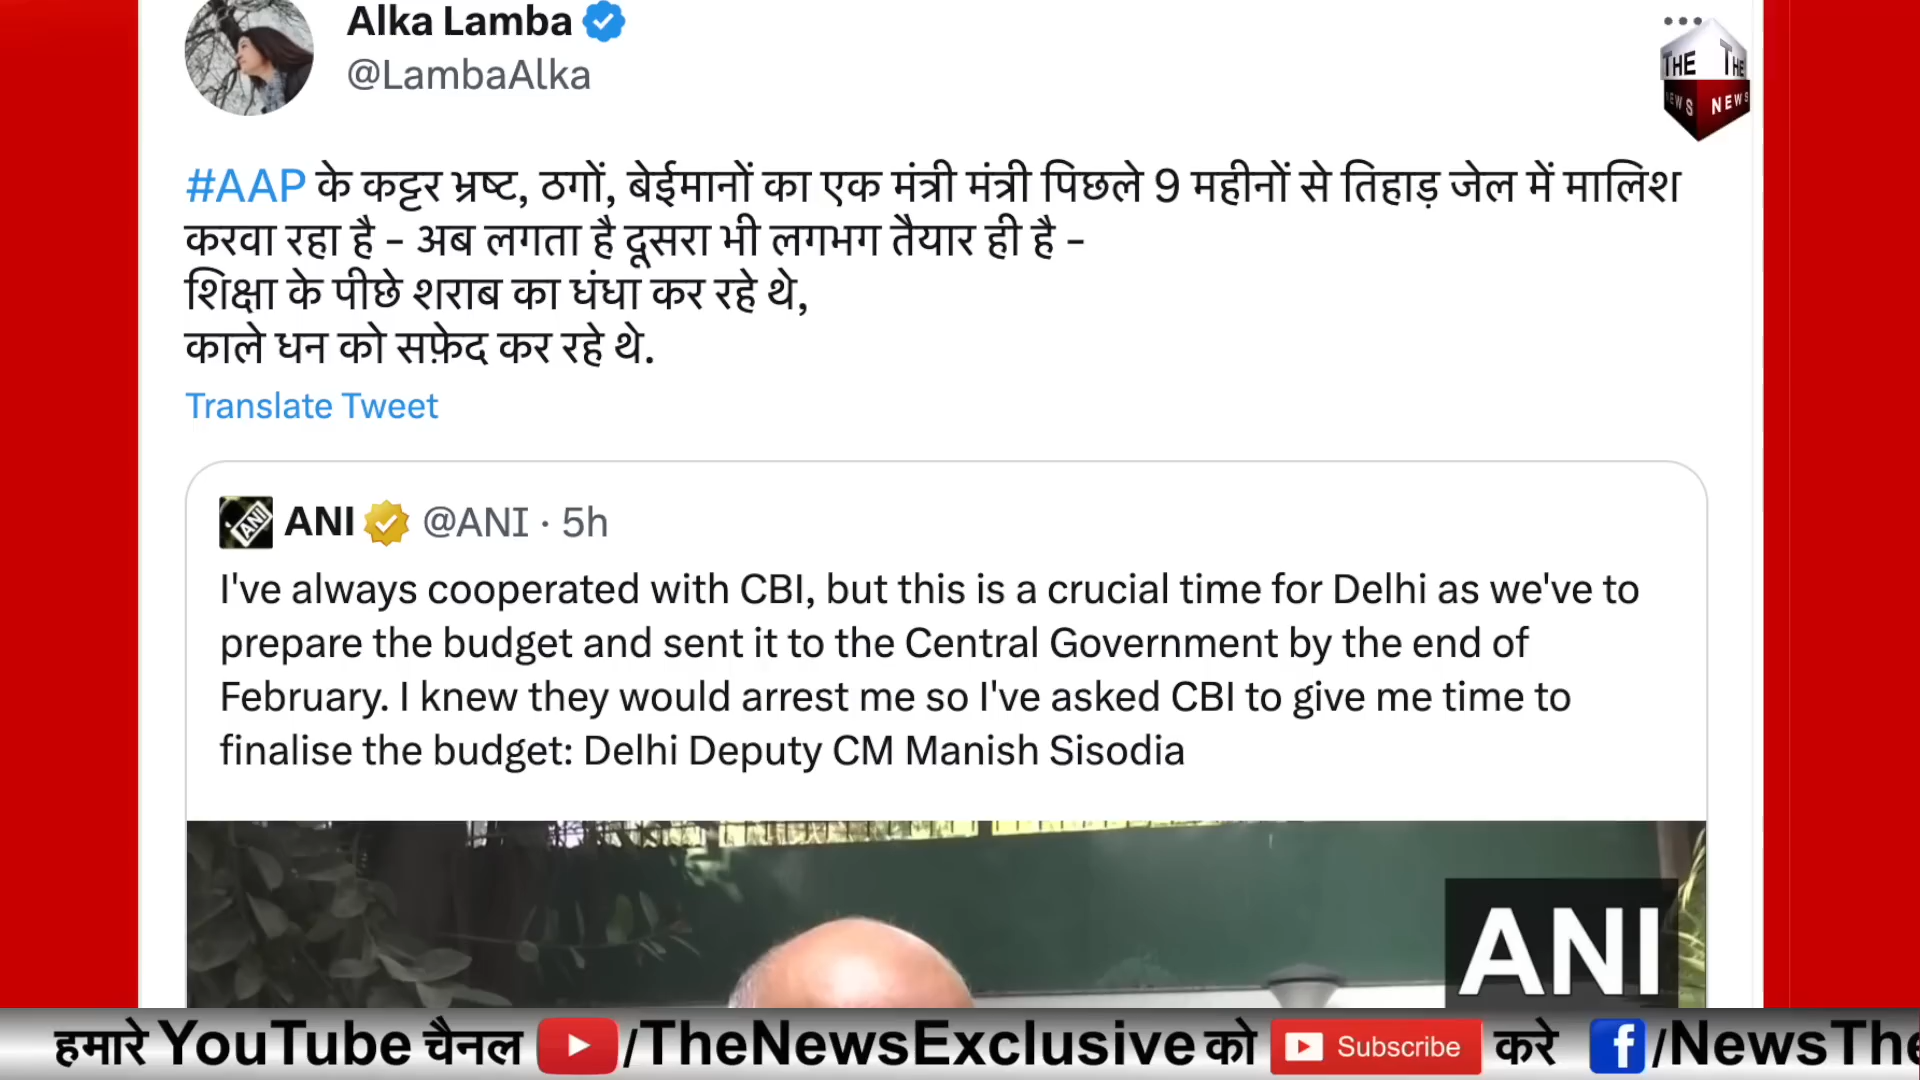 Alka Lamba
@LambaAlka
THE THE
NEWS NEWS
#AAP के कट्टर भ्रष्ट, ठगों, बेईमानों का एक मंत्री मंत्री पिछले 9 महीनों से तिहाड़ जेल में मालिश
करवा रहा है - अब लगता है दूसरा भी लगभग तैयार ही है -
शिक्षा के पीछे शराब का धंधा कर रहे थे,
काले धन को सफ़ेद कर रहे थे.
Translate Tweet
ANI @ANI · 5h
I've always cooperated with CBI, but this is a crucial time for Delhi as we've to
prepare the budget and sent it to the Central Government by the end of
February. I knew they would arrest me so I've asked CBI to give me time to
finalise the budget: Delhi Deputy CM Manish Sisodia
ANI
हमारे YouTube चैनल /TheNewsExclusive को Subscribe करे f/NewsThe